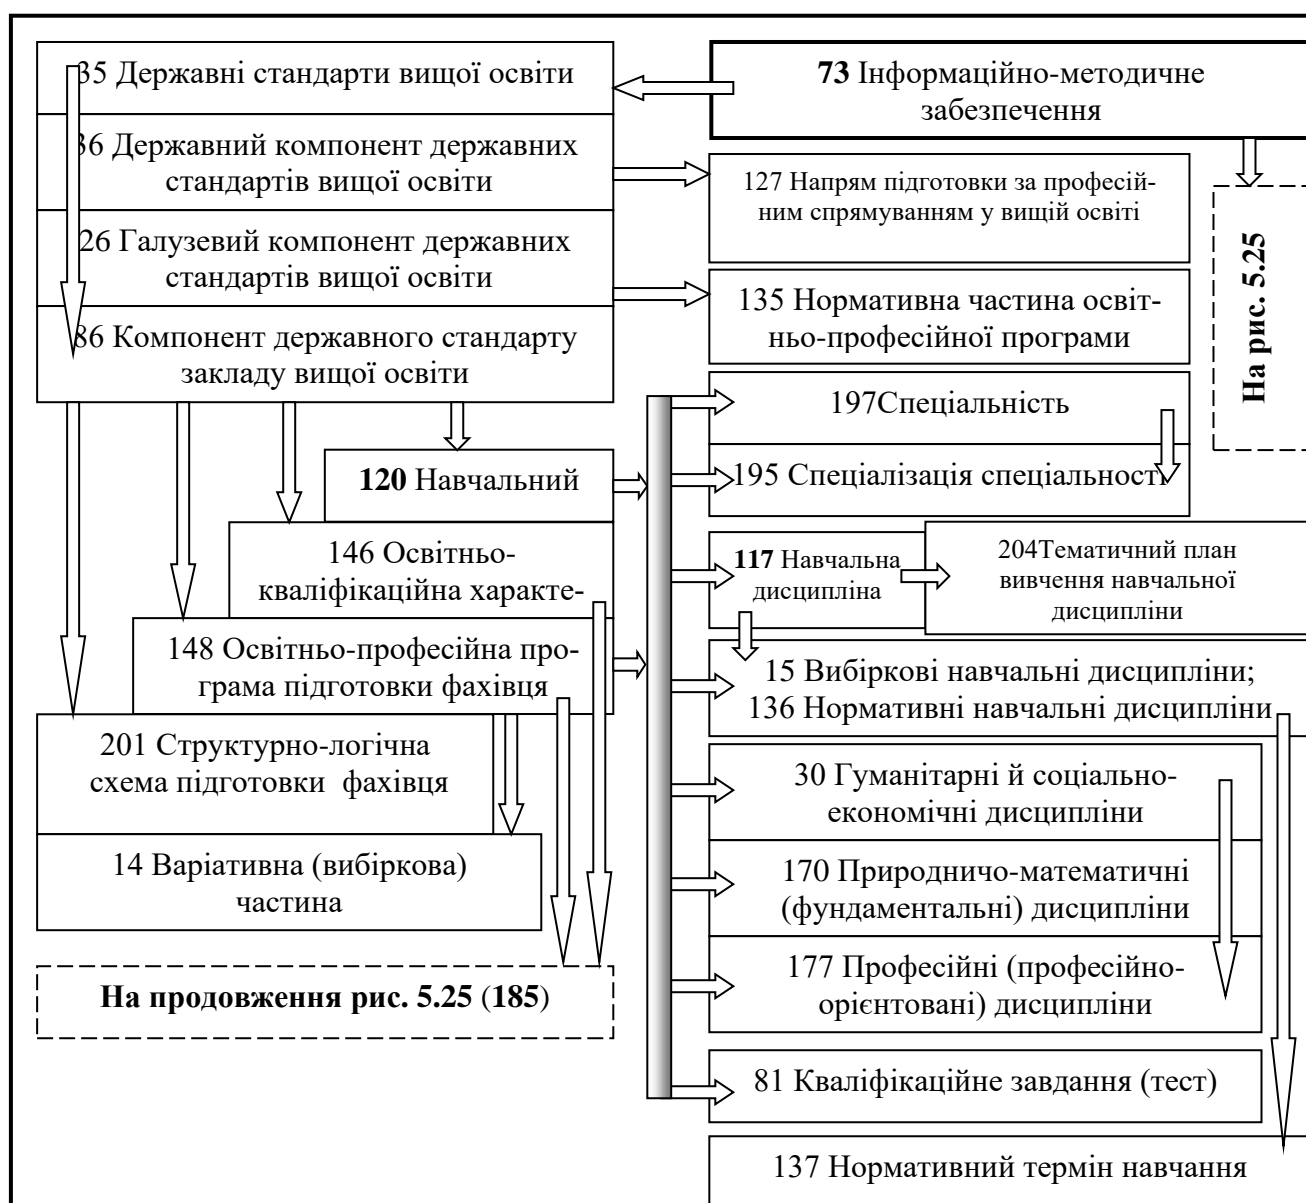 35 Державні стандарти вищої освіти
36 Державний компонент державних
стандартів вищої освіти
26 Галузевий компонент державних
стандартів вищої освіти
86 Компонент державного стандарту
закладу вищої освіти
73 Інформаційно-методичне
забезпечення
127 Напрям підготовки за професій-
ним спрямуванням у вищій освіті
135 Нормативна частина освіт-
ньо-професійної програми
На рис. 5.25
197Спеціальність
195 Спеціалізація спеціальності
120 Навчальний
146 Освітньо-
кваліфікаційна характе-
148 Освітньо-професійна про-
грама підготовки фахівця
201 Структурно-логічна
схема підготовки фахівця
14 Варіативна (вибіркова)
частина
На продовження рис. 5.25 (185)
117 Навчальна
дисципліна
204Тематичний план
вивчення навчальної
дисципліни
15 Вибіркові навчальні дисципліни;
136 Нормативні навчальні дисципліни
30 Гуманітарні й соціально-
економічні дисципліни
170 Природничо-математичні
(фундаментальні) дисципліни
177 Професійні (професійно-
орієнтовані) дисципліни
81 Кваліфікаційне завдання (тест)
137 Нормативний термін навчання